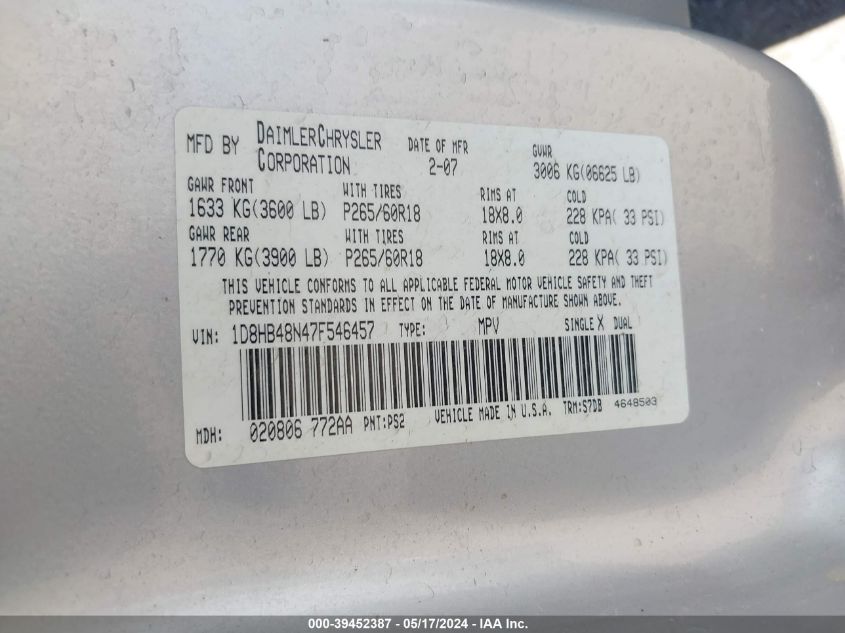 MFD BY DAIMLERCHRYSLER CORPORATION DATE OF MFR 2-07 GVWR 3006 KG(06625 LB)
GAWR FRONT WITH TIRES RIMS AT COLD
1633 KG(3600 LB) P265/60R18 18X8.0 228 KPA( 33 PSI)
GAWR REAR WITH TIRES RIMS AT COLD
1770 KG(3900 LB) P265/60R18 18X8.0 228 KPA( 33 PSI)
THIS VEHICLE CONFORMS TO ALL APPLICABLE FEDERAL MOTOR VEHICLE SAFETY AND THEFT
PREVENTION STANDARDS IN EFFECT ON THE DATE OF MANUFACTURE SHOWN ABOVE.
VIN: 1D8HB48N47F546457 TYPE: MPV SINGLE X DUAL
MDH: 020806 772AA PNT:PS2 VEHICLE MADE IN U.S.A. TRM:S7DB 4648503
000-39452387 - 05/17/2024 - IAA Inc.